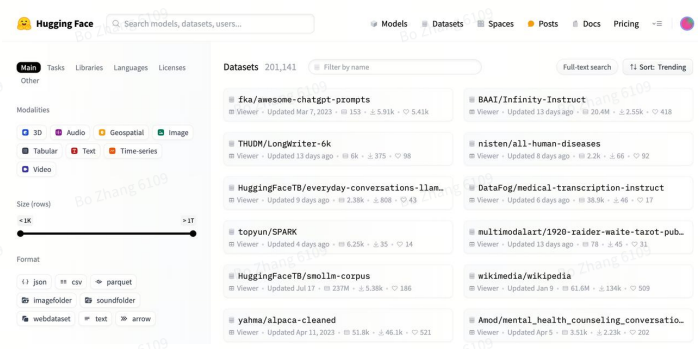 Hugging Face
Search models, datasets, users...
Models
Datasets
Spaces
Posts
Docs
Pricing
Main Tasks Libraries Languages Licenses
Other
Modalities
3D Audio Geospatial Image
Tabular Text Time-series
Video
Size (rows)
< 1K > 1T
Format
json csv parquet
imagefolder soundfolder
webdataset text arrow
Datasets 201,141
Filter by name
Full-text search
Sort: Trending
fka/awesome-chatgpt-prompts
Viewer • Updated Mar 7, 2023 • 153 • 5.91k • 5.41k
BAAI/Infinity-Instruct
Viewer • Updated 13 days ago • 20.4M • 2.55k • 418
THUDM/LongWriter-6k
Viewer • Updated 13 days ago • 6k • 375 • 98
nisten/all-human-diseases
Viewer • Updated 8 days ago • 2.2k • 66 • 92
HuggingFaceTB/everyday-conversations-llam…
Viewer • Updated 9 days ago • 2.38k • 808 • 43
DataFog/medical-transcription-instruct
Viewer • Updated 6 days ago • 38.9k • 46 • 17
topyun/SPARK
Viewer • Updated 4 days ago • 6.25k • 35 • 14
multimodalart/1920-raider-waite-tarot-pub…
Viewer • Updated 13 days ago • 78 • 45 • 31
HuggingFaceTB/smollm-corpus
Viewer • Updated Jul 17 • 237M • 5.38k • 186
wikimedia/wikipedia
Viewer • Updated Jan 9 • 61.6M • 134k • 509
yahma/alpaca-cleaned
Viewer • Updated Apr 11, 2023 • 51.8k • 46.1k • 521
Amod/mental_health_counseling_conversatio…
Viewer • Updated Apr 5 • 3.51k • 2.23k • 202
Bo Zhang 6109